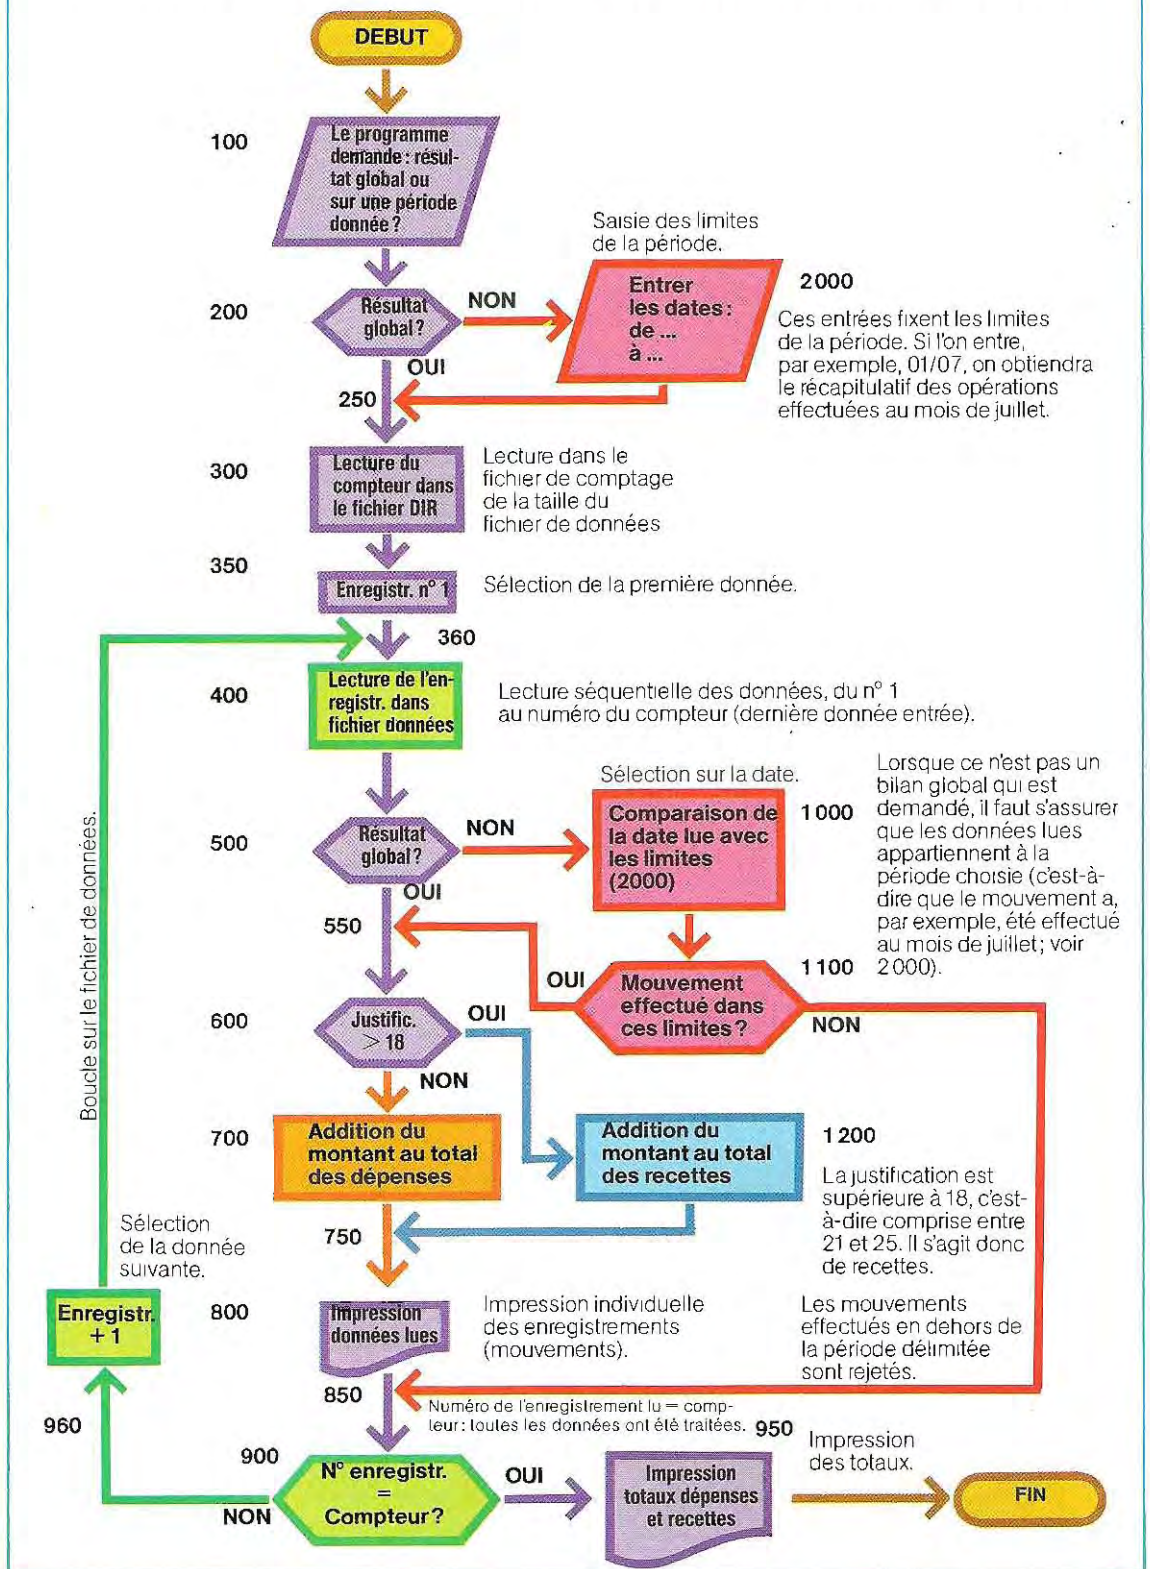 DEBUT
100
Le programme
demande : résul-
tat global ou
sur une période
donnée ?
Saisie des limites
de la période.
200
Résultat
global ?
NON
Entrer
les dates :
de ...
à ...
2000
Ces entrées fixent les limites
de la période. Si l'on entre,
par exemple, 01/07, on obtiendra
le récapitulatif des opérations
effectuées au mois de juillet.
OUI
250
300
Lecture du
compteur dans
le fichier DIR
Lecture dans le
fichier de comptage
de la taille du
fichier de données
350
Enregistr. n° 1
Sélection de la première donnée.
360
400
Lecture de l'en-
registr. dans
fichier données
Lecture séquentielle des données, du n° 1
au numéro du compteur (dernière donnée entrée).
Boucle sur le fichier de données.
500
Résultat
global ?
NON
Sélection sur la date.
Comparaison de
la date lue avec
les limites
(2000)
1000
Lorsque ce n'est pas un
bilan global qui est
demandé, il faut s'assurer
que les données lues
appartiennent à la
période choisie (c'est-à-
dire que le mouvement a,
par exemple, été effectué
au mois de juillet; voir
2000).
OUI
550
1100
OUI
Mouvement
effectué dans
ces limites ?
NON
600
Justific.
> 18
OUI
NON
700
Addition du
montant au total
des dépenses
Addition du
montant au total
des recettes
1200
La justification est
supérieure à 18, c'est-
à-dire comprise entre
21 et 25. Il s'agit donc
de recettes.
750
Sélection
de la donnée
suivante.
Enregistr.
+ 1
800
Impression
données lues
Impression individuelle
des enregistrements
(mouvements).
Les mouvements
effectués en dehors de
la période délimitée
sont rejetés.
850
Numéro de l'enregistrement lu = comp-
leur : toutes les données ont été traitées.
960
900
N° enregistr.
=
Compteur ?
NON
OUI
950
Impression
totaux dépenses
et recettes
Impression
des totaux.
FIN